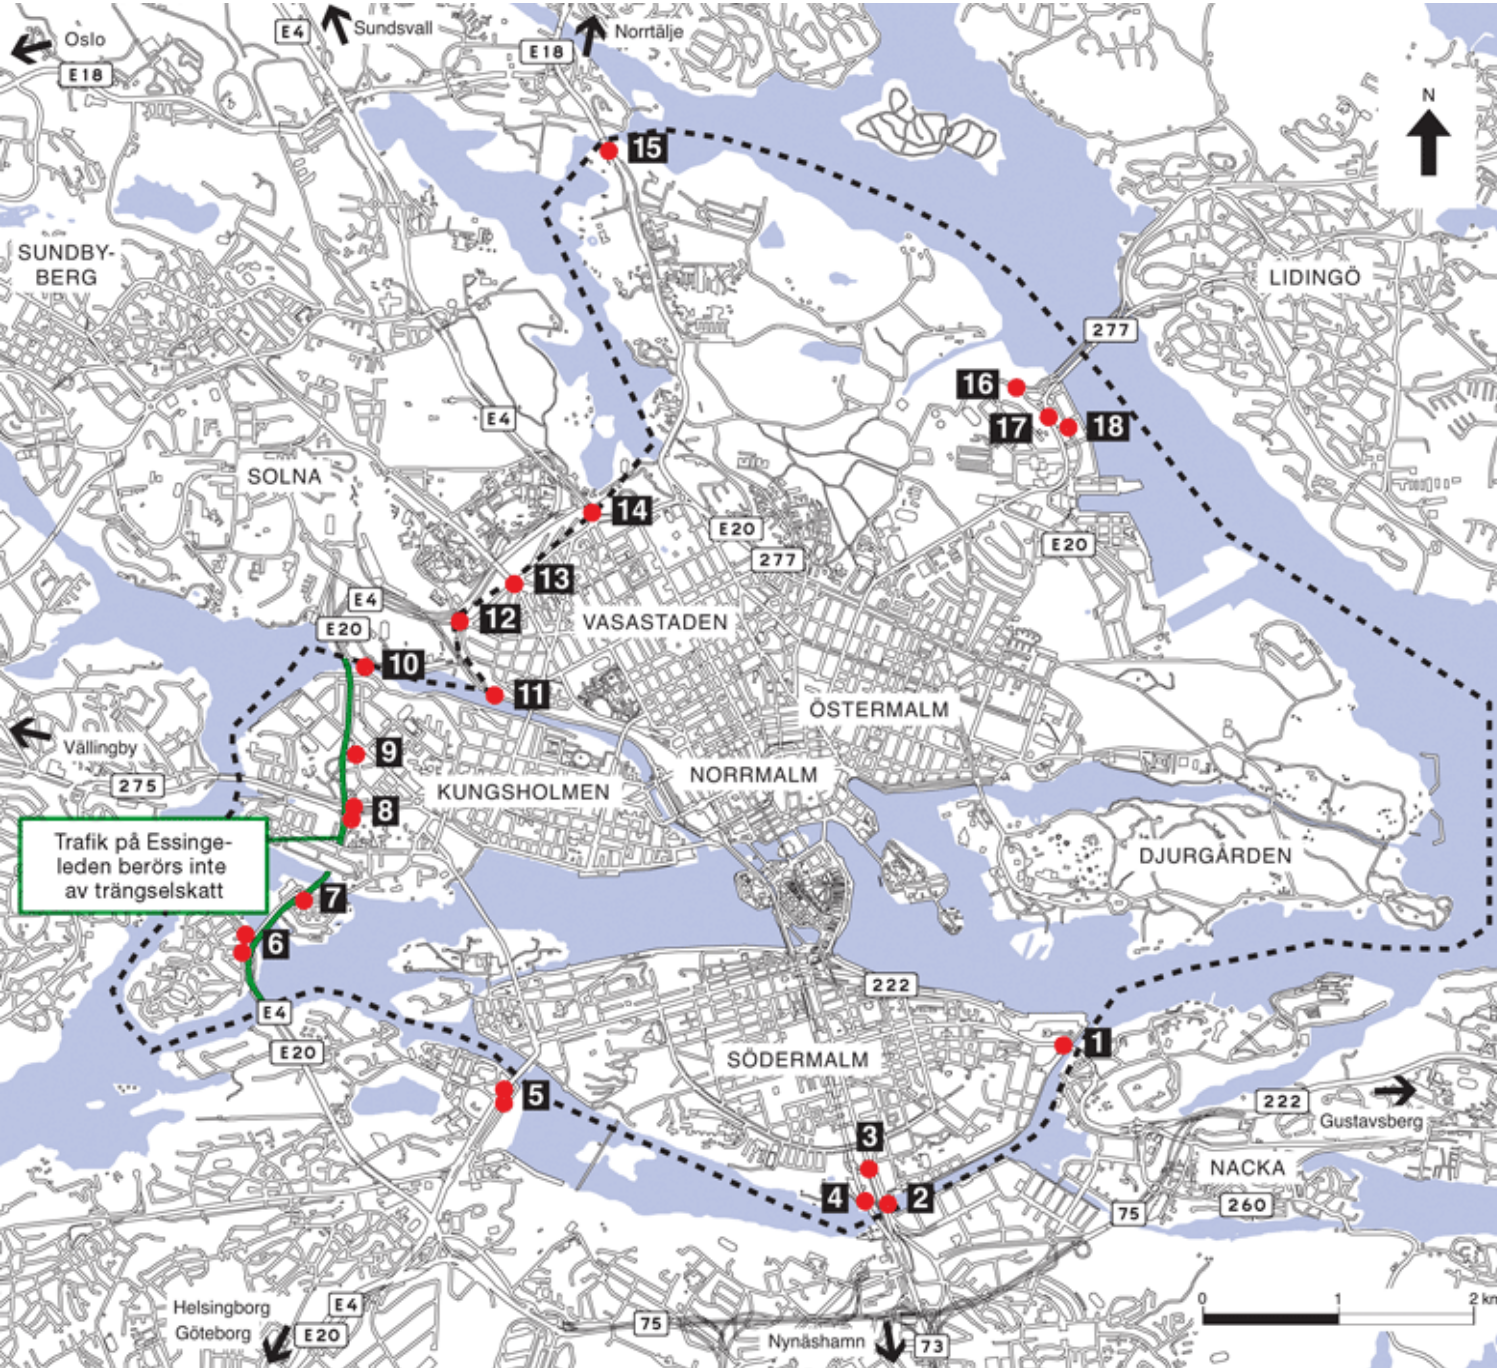 Oslo
E18
E4
Sundsvall
E18
Norrtälje
N
15
SUNDBY-
BERG
LIDINGÖ
277
16
17
18
E4
SOLNA
14
E20
277
E20
13
E4
12
E20
VASASTADEN
10
11
ÖSTERMALM
Vällingby
9
275
NORRMALM
KUNGSHOLMEN
8
Trafik på Essinge-
leden berörs inte
av trängselskatt
DJURGÅRDEN
7
6
222
E4
E20
SÖDERMALM
1
5
222
Gustavsberg
3
NACKA
4
2
260
75
Helsingborg
Göteborg
E4
E20
75
Nynäshamn
73
0
1
2 km